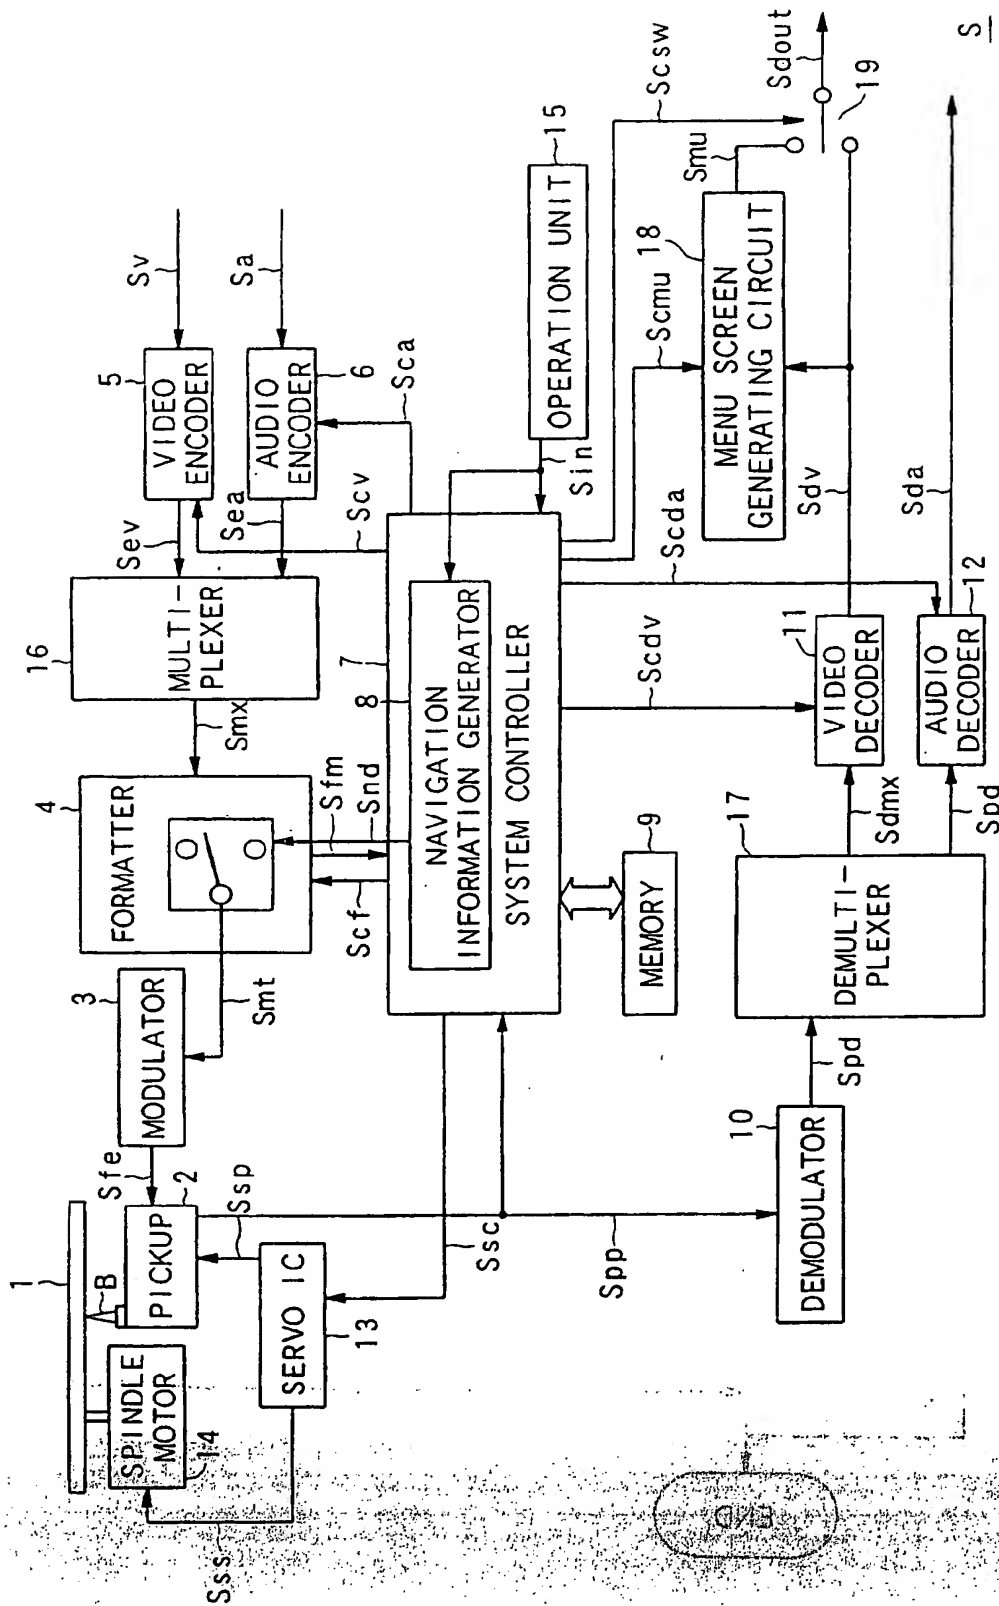 1
B
SPINDLE
MOTOR
14
Sss
PICKUP
2
Sfe
Ssp
SERVO IC
13
MODULATOR
3
Smt
4
FORMATTER
Smx
16
MULTI-
PLEXER
Sev
Sea
5
VIDEO
ENCODER
Sv
AUDIO
ENCODER
6
Sa
Scv
Sca
Scf
Sfm
Snd
7
8
NAVIGATION
INFORMATION GENERATOR
SYSTEM CONTROLLER
Sin
OPERATION UNIT
15
Ssc
Spp
MEMORY
9
Scdv
Scda
Scmu
Scsw
10
DEMODULATOR
Spd
17
DEMULTI-
PLEXER
Sdmx
Spd
11
VIDEO
DECODER
AUDIO
DECODER
12
Sdv
Sda
18
MENU SCREEN
GENERATING CIRCUIT
Smu
19
Sdout
S
END